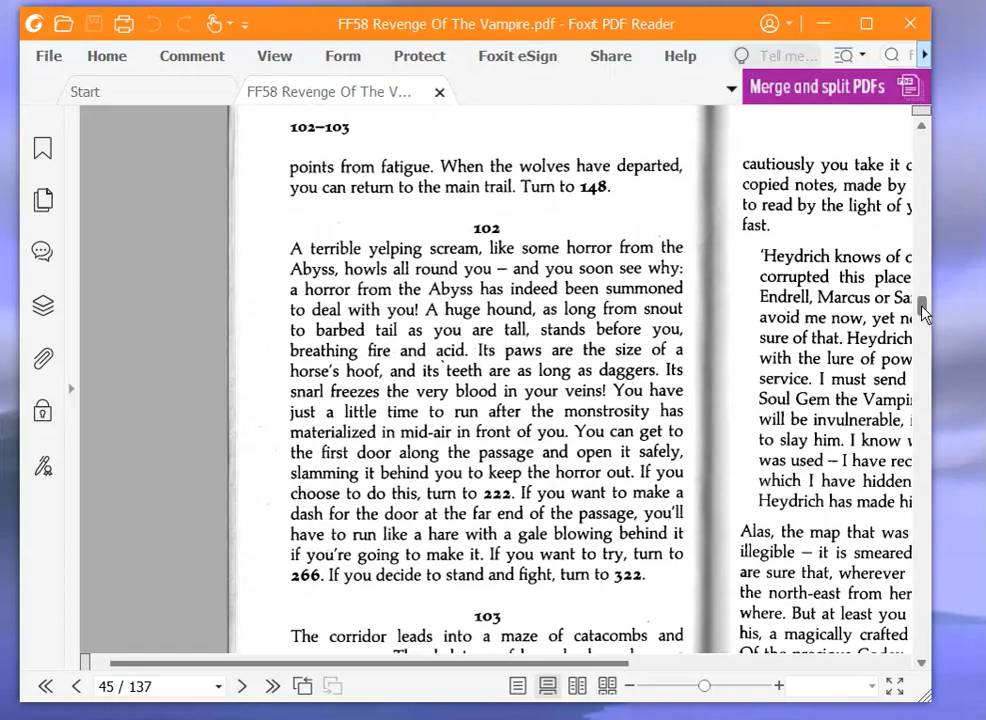 FF58 Revenge Of The Vampire.pdf - Foxit PDF Reader
File Home Comment View Form Protect Foxit eSign Share Help Tell me... F
Start FF58 Revenge Of The V... Merge and split PDFs
102–103
points from fatigue. When the wolves have departed,
you can return to the main trail. Turn to 148.
102
A terrible yelping scream, like some horror from the
Abyss, howls all round you – and you soon see why:
a horror from the Abyss has indeed been summoned
to deal with you! A huge hound, as long from snout
to barbed tail as you are tall, stands before you,
breathing fire and acid. Its paws are the size of a
horse's hoof, and its teeth are as long as daggers. Its
snarl freezes the very blood in your veins! You have
just a little time to run after the monstrosity has
materialized in mid-air in front of you. You can get to
the first door along the passage and open it safely,
slamming it behind you to keep the horror out. If you
choose to do this, turn to 222. If you want to make a
dash for the door at the far end of the passage, you'll
have to run like a hare with a gale blowing behind it
if you're going to make it. If you want to try, turn to
266. If you decide to stand and fight, turn to 322.
103
The corridor leads into a maze of catacombs and
cautiously you take it
copied notes, made by
to read by the light of
fast.
'Heydrich knows of
corrupted this place
Endrell, Marcus or
avoid me now, yet
sure of that. Heydrich
with the lure of pow
service. I must send
Soul Gem the Vampi
will be invulnerable,
to slay him. I know
was used – I have rec
which I have hidden
Heydrich has made hi
Alas, the map that was
illegible – it is smeared
are sure that, wherever
the north-east from her
where. But at least you
his, a magically crafted
45 / 137